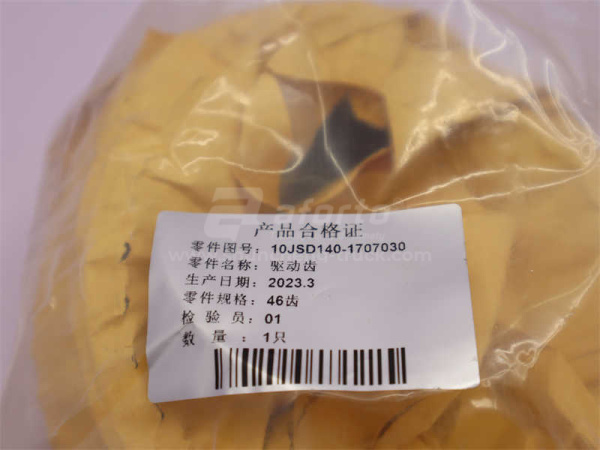 产品合格证
零件图号：10JSD140-1707030
零件名称：驱动齿
生产日期：2023.3
零件规格：46齿
检验员：01
数量：1只